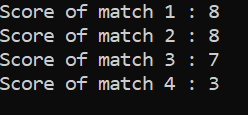 Score of match 1 : 8
Score of match 2 : 8
Score of match 3 : 7
Score of match 4 : 3